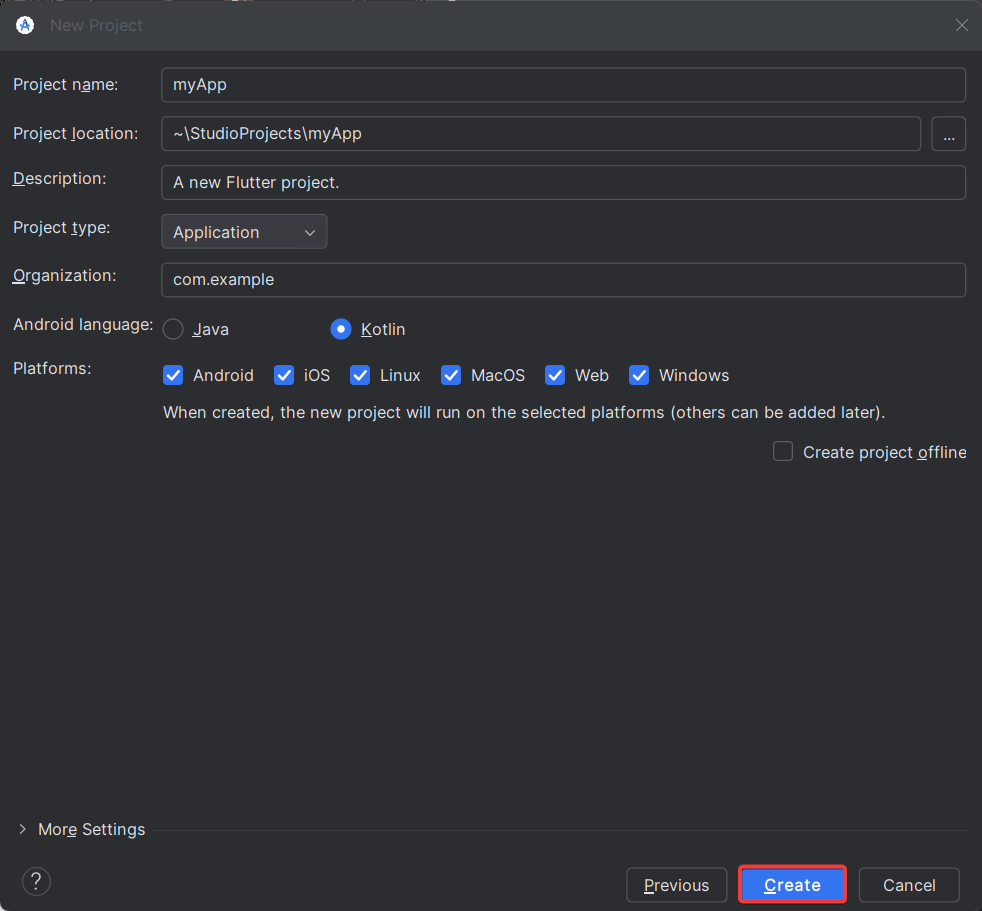 New Project
Project name: myApp
Project location: ~\StudioProjects\myApp ...
Description: A new Flutter project.
Project type: Application
Organization: com.example
Android language: Java Kotlin
Platforms: Android iOS Linux MacOS Web Windows
When created, the new project will run on the selected platforms (others can be added later).
Create project offline
More Settings
? Previous Create Cancel